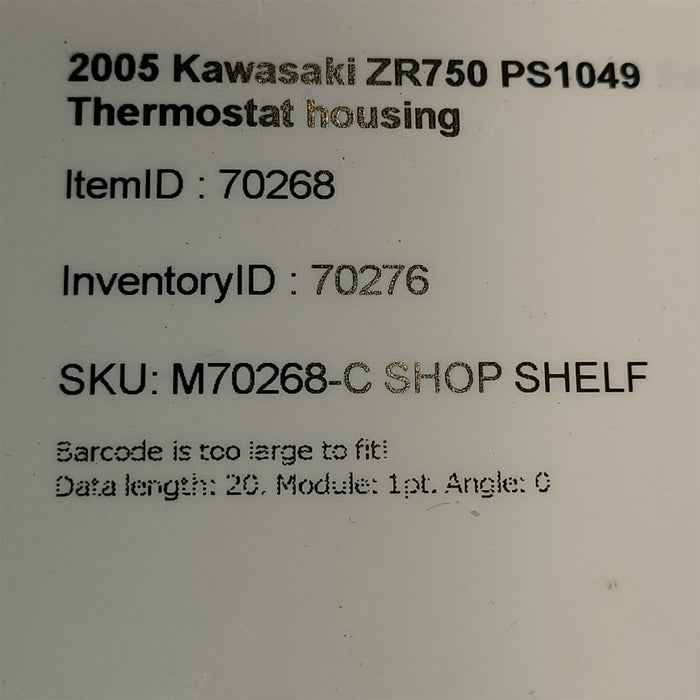 2005 Kawasaki ZR750 PS1049
Thermostat housing
ItemID : 70268
InventoryID : 70276
SKU: M70268-C SHOP SHELF
Barcode is too large to fit!
Data length: 20. Module: 1pt. Angle: 0